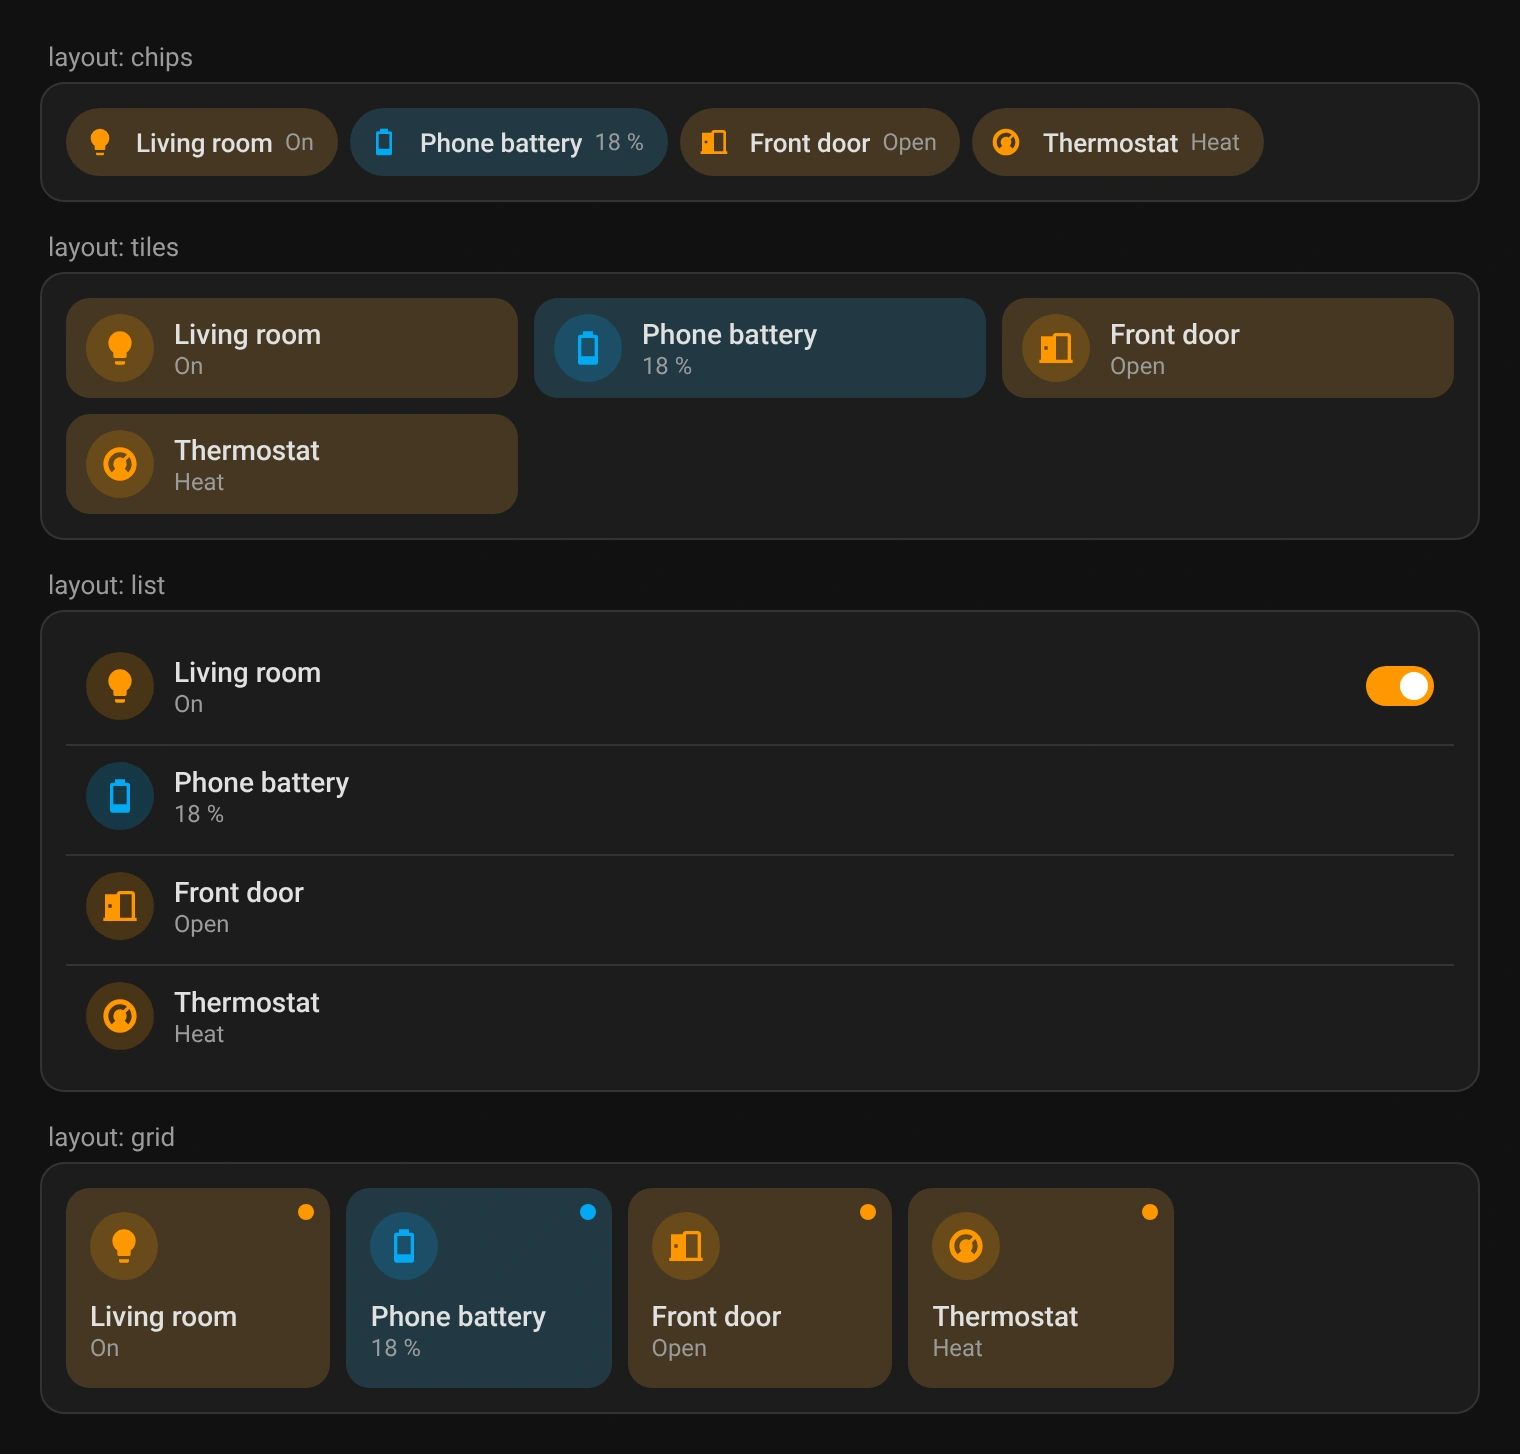 layout: chips
Living room On Phone battery 18 % Front door Open Thermostat Heat
layout: tiles
Living room Phone battery Front door
On 18 % Open
Thermostat
Heat
layout: list
Living room
On
Phone battery
18 %
Front door
Open
Thermostat
Heat
layout: grid
Living room Phone battery Front door Thermostat
On 18 % Open Heat